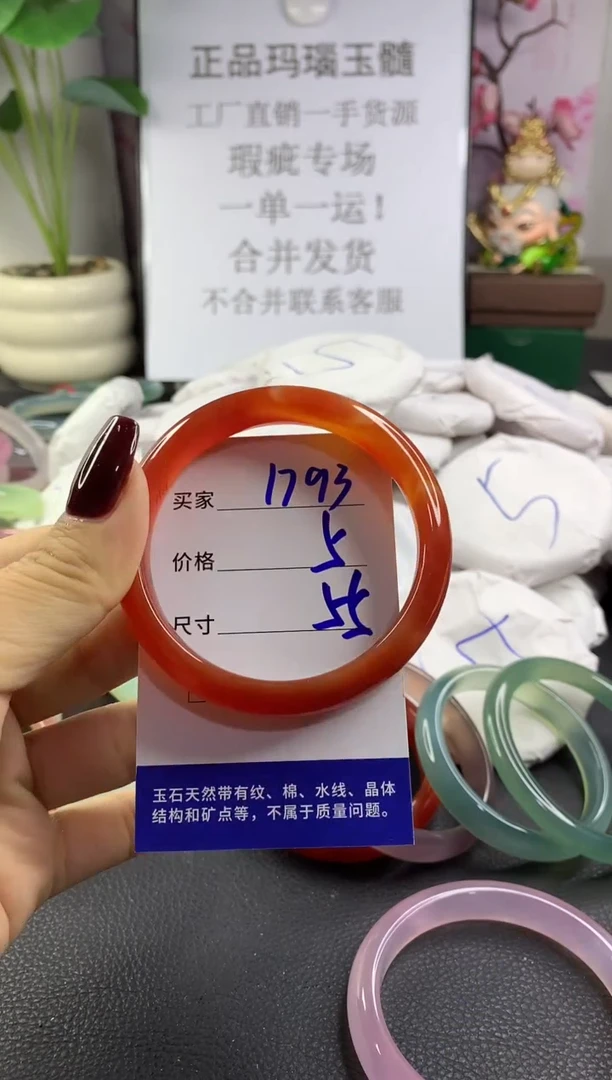 正品玛瑙玉髓
工厂直销一手货源
瑕疵专场
一单一运！
合并发货
不合并联系客服
买家 1793
价格 5
尺寸 55
玉石天然带有纹、棉、水线、晶体
结构和矿点等，不属于质量问题。
5
5